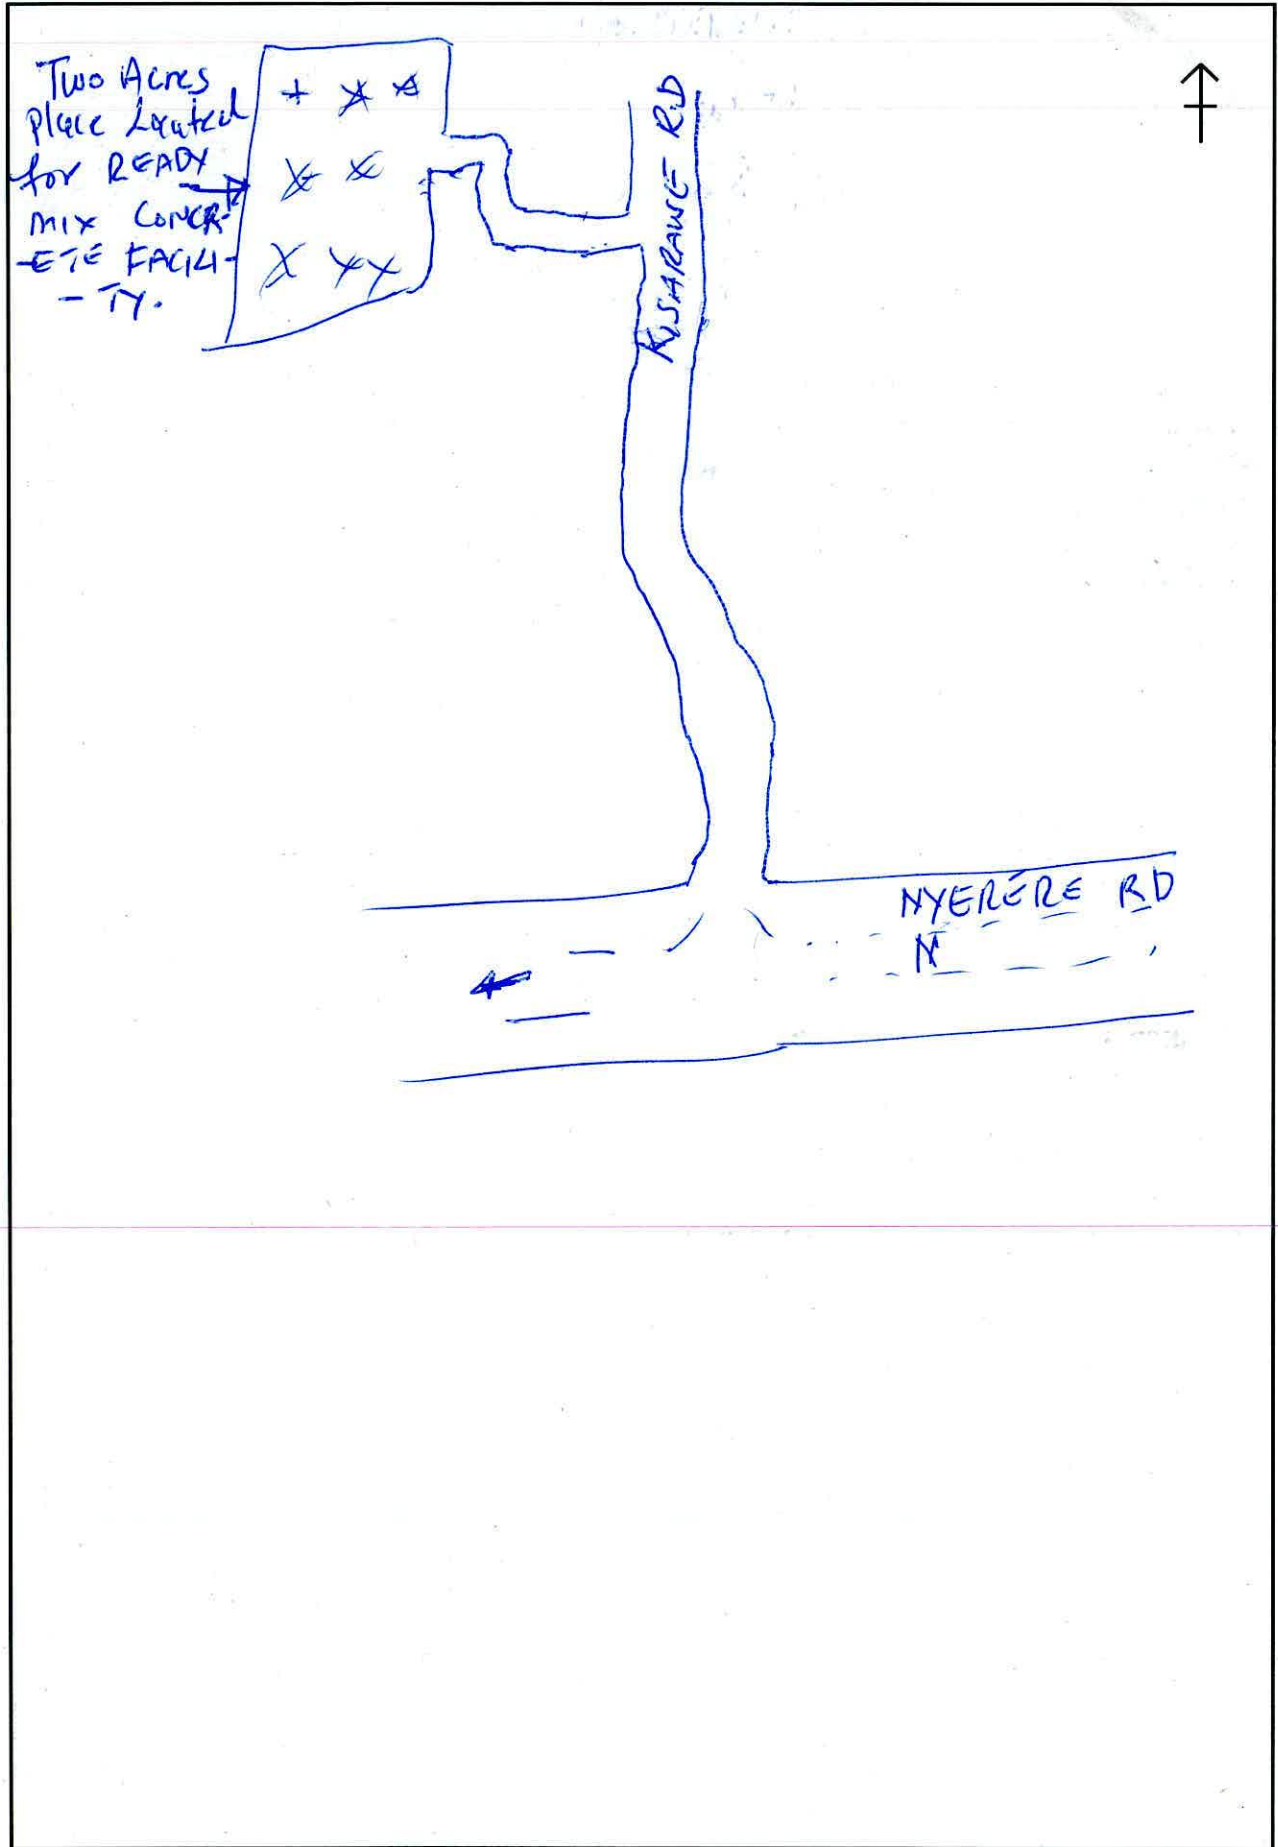 Two Acres
place Located
for READY
MIX CONCR-
-ETE FACILI-
- TY.
KISARAWE RD
NYERERE RD
N